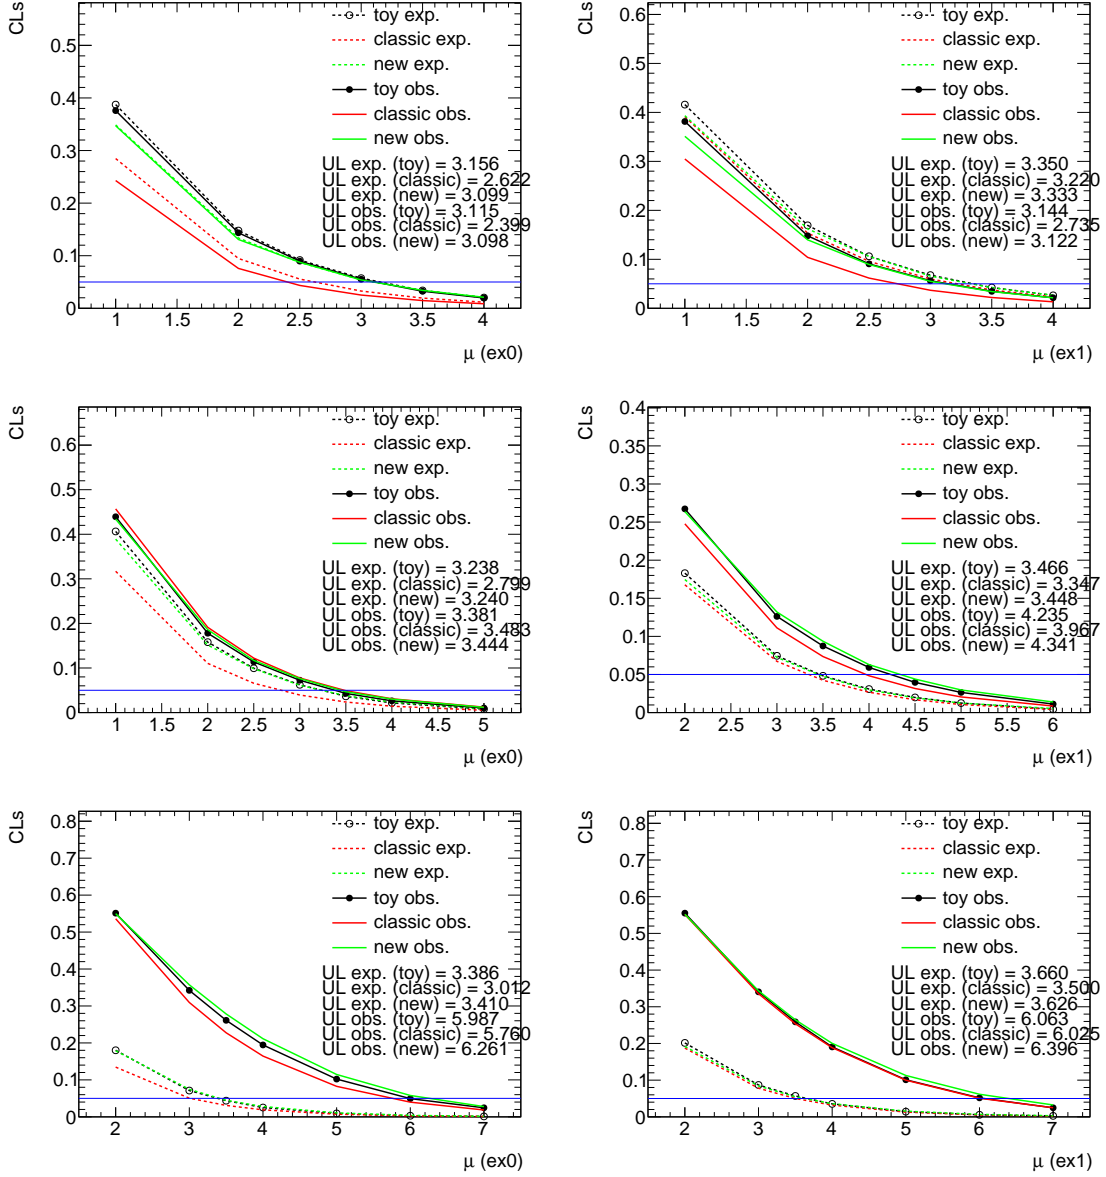 CLs
toy exp.
classic exp.
new exp.
toy obs.
classic obs.
new obs.
UL exp. (toy) = 3.156
UL exp. (classic) = 2.622
UL exp. (new) = 3.099
UL obs. (toy) = 3.115
UL obs. (classic) = 2.399
UL obs. (new) = 3.098
0.5
0.4
0.3
0.2
0.1
0
1 1.5 2 2.5 3 3.5 4
μ (ex0)
CLs
toy exp.
classic exp.
new exp.
toy obs.
classic obs.
new obs.
UL exp. (toy) = 3.350
UL exp. (classic) = 3.220
UL exp. (new) = 3.333
UL obs. (toy) = 3.144
UL obs. (classic) = 2.735
UL obs. (new) = 3.122
0.6
0.5
0.4
0.3
0.2
0.1
0
1 1.5 2 2.5 3 3.5 4
μ (ex1)
CLs
toy exp.
classic exp.
new exp.
toy obs.
classic obs.
new obs.
UL exp. (toy) = 3.238
UL exp. (classic) = 2.799
UL exp. (new) = 3.240
UL obs. (toy) = 3.381
UL obs. (classic) = 3.483
UL obs. (new) = 3.444
0.6
0.5
0.4
0.3
0.2
0.1
0
1 1.5 2 2.5 3 3.5 4 4.5 5
μ (ex0)
CLs
toy exp.
classic exp.
new exp.
toy obs.
classic obs.
new obs.
UL exp. (toy) = 3.466
UL exp. (classic) = 3.347
UL exp. (new) = 3.448
UL obs. (toy) = 4.235
UL obs. (classic) = 3.967
UL obs. (new) = 4.341
0.4
0.35
0.3
0.25
0.2
0.15
0.1
0.05
0
2 2.5 3 3.5 4 4.5 5 5.5 6
μ (ex1)
CLs
toy exp.
classic exp.
new exp.
toy obs.
classic obs.
new obs.
UL exp. (toy) = 3.386
UL exp. (classic) = 3.012
UL exp. (new) = 3.410
UL obs. (toy) = 5.987
UL obs. (classic) = 5.760
UL obs. (new) = 6.261
0.8
0.7
0.6
0.5
0.4
0.3
0.2
0.1
0
2 3 4 5 6 7
μ (ex0)
CLs
toy exp.
classic exp.
new exp.
toy obs.
classic obs.
new obs.
UL exp. (toy) = 3.660
UL exp. (classic) = 3.500
UL exp. (new) = 3.626
UL obs. (toy) = 6.063
UL obs. (classic) = 6.025
UL obs. (new) = 6.396
0.8
0.7
0.6
0.5
0.4
0.3
0.2
0.1
0
2 3 4 5 6 7
μ (ex1)